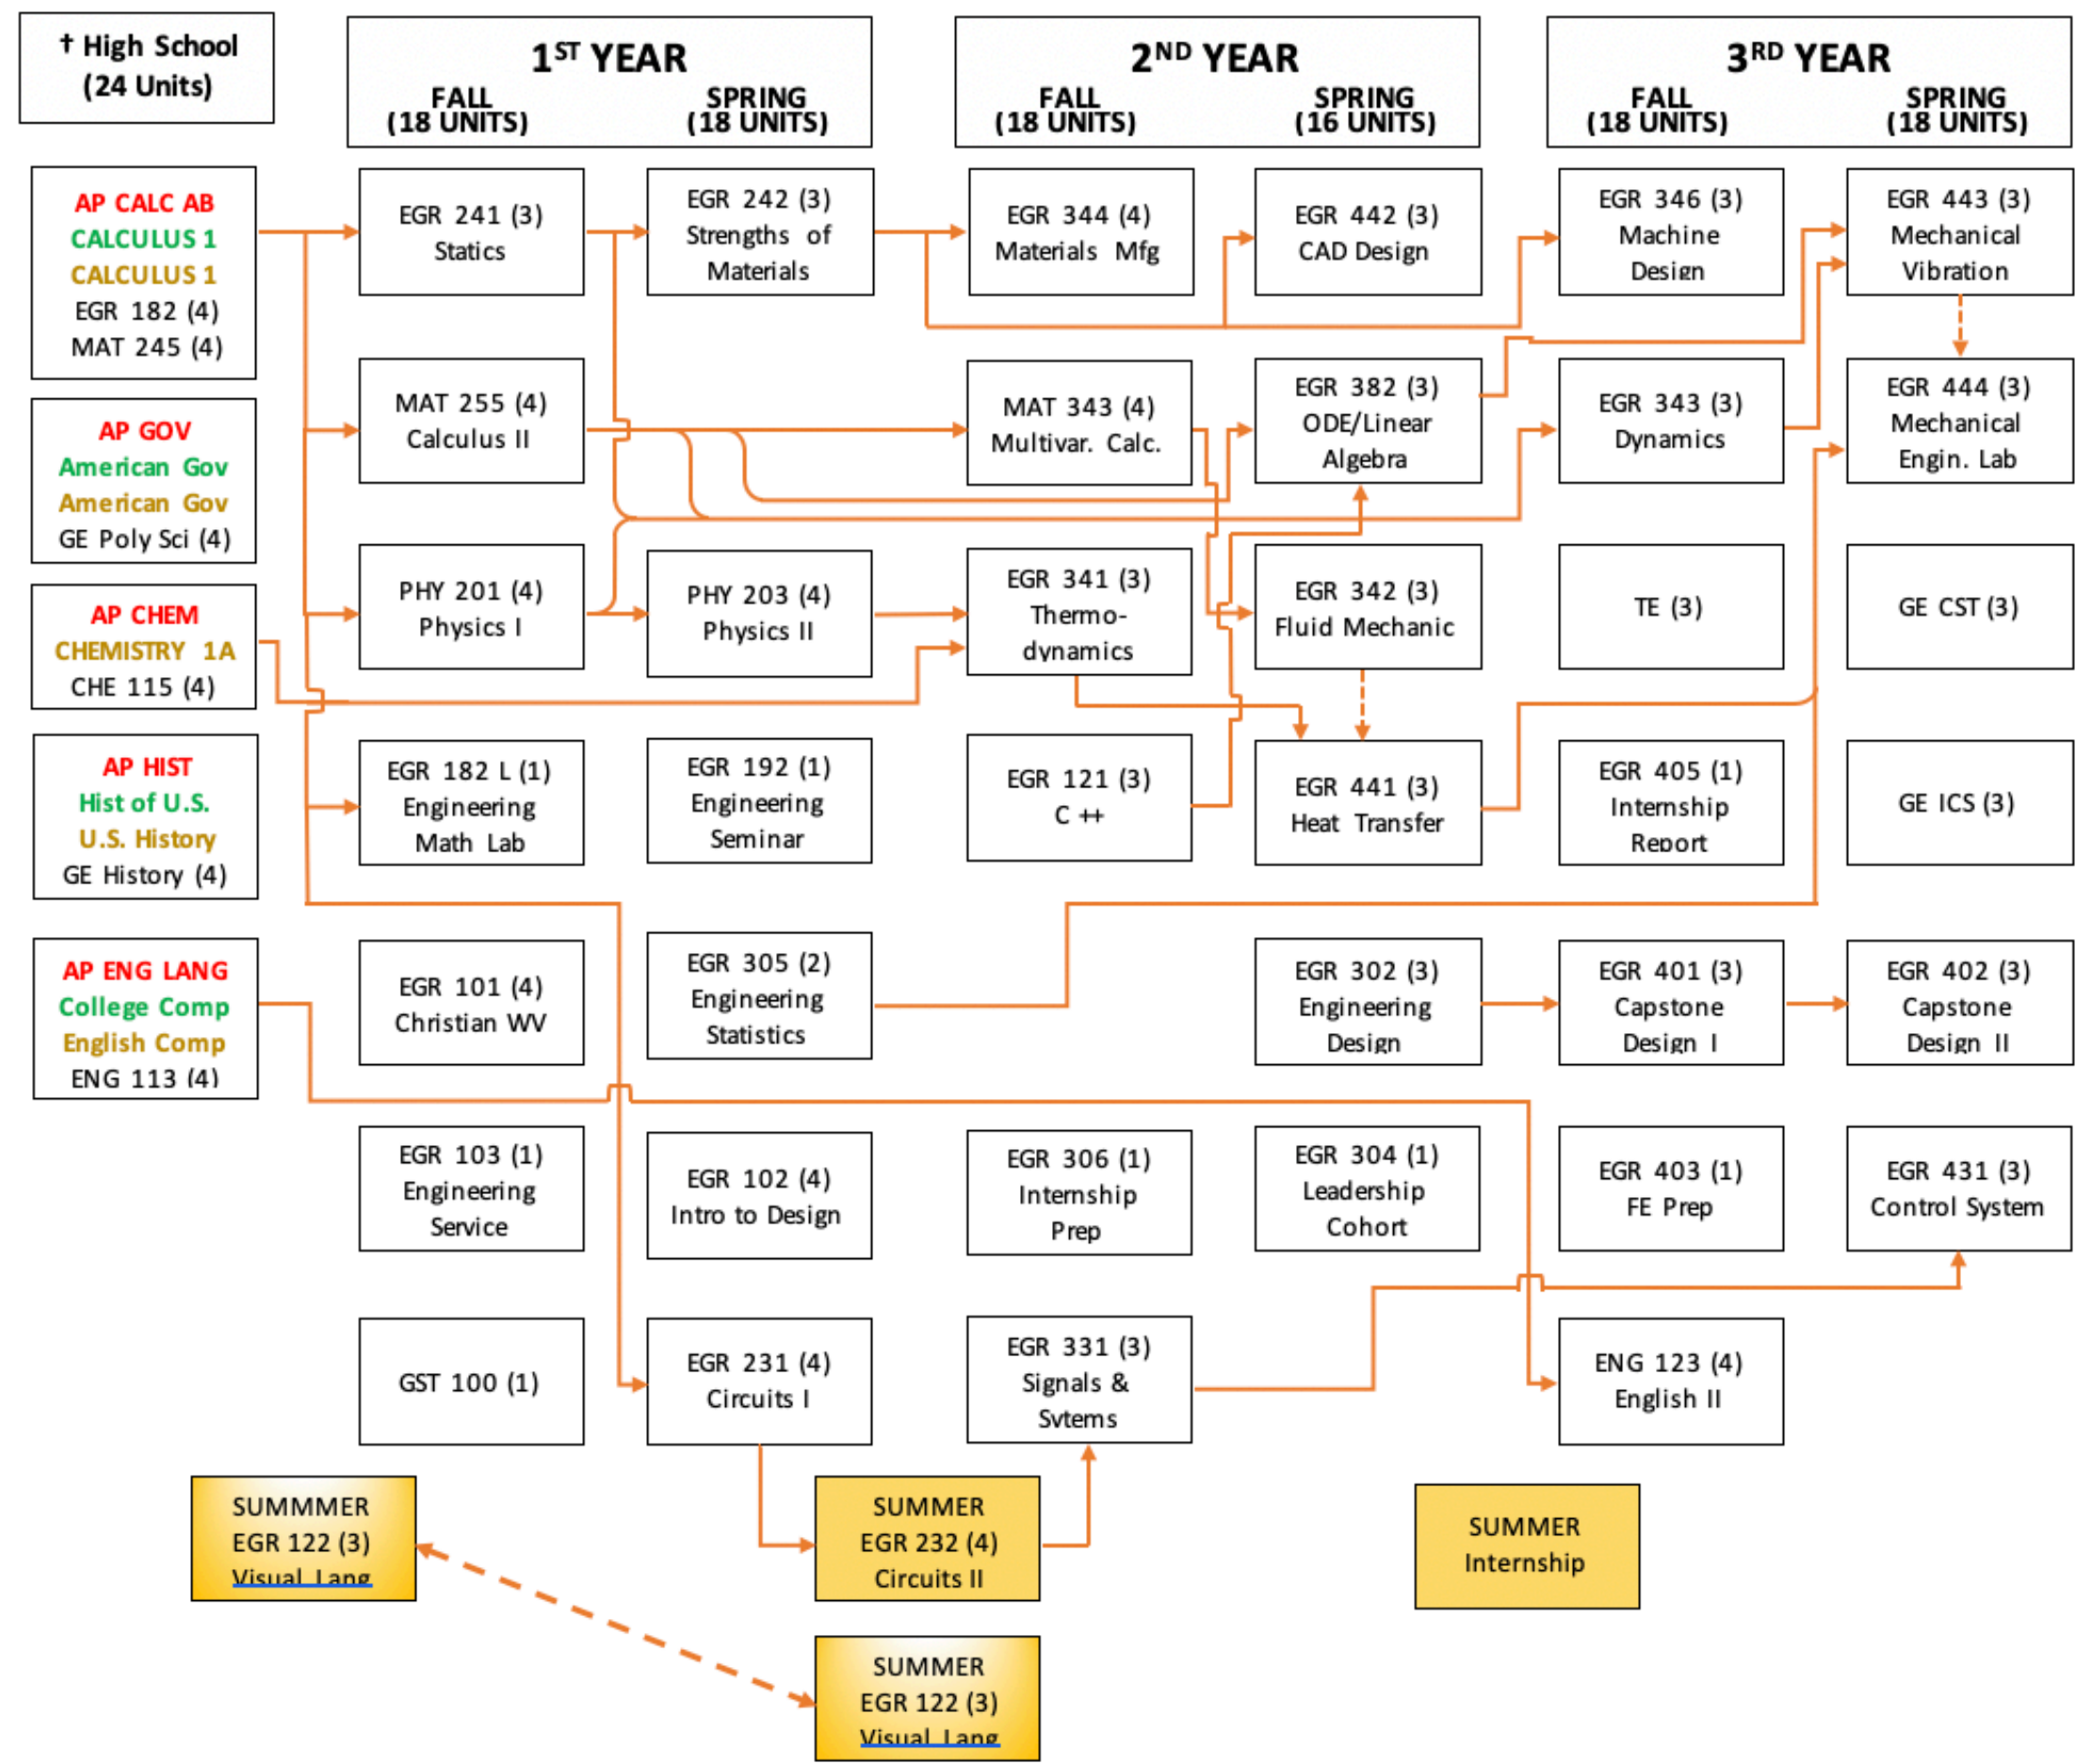 † High School
(24 Units)
1ST YEAR
FALL
(18 UNITS)
SPRING
(18 UNITS)
2ND YEAR
FALL
(18 UNITS)
SPRING
(16 UNITS)
3RD YEAR
FALL
(18 UNITS)
SPRING
(18 UNITS)
AP CALC AB
CALCULUS 1
CALCULUS 1
EGR 182 (4)
MAT 245 (4)
EGR 241 (3)
Statics
EGR 242 (3)
Strengths of
Materials
EGR 344 (4)
Materials Mfg
EGR 442 (3)
CAD Design
EGR 346 (3)
Machine
Design
EGR 443 (3)
Mechanical
Vibration
AP GOV
American Gov
American Gov
GE Poly Sci (4)
MAT 255 (4)
Calculus II
MAT 343 (4)
Multivar. Calc.
EGR 382 (3)
ODE/Linear
Algebra
EGR 343 (3)
Dynamics
EGR 444 (3)
Mechanical
Engin. Lab
AP CHEM
CHEMISTRY 1A
CHE 115 (4)
PHY 201 (4)
Physics I
PHY 203 (4)
Physics II
EGR 341 (3)
Thermo-
dynamics
EGR 342 (3)
Fluid Mechanic
TE (3)
GE CST (3)
AP HIST
Hist of U.S.
U.S. History
GE History (4)
EGR 182 L (1)
Engineering
Math Lab
EGR 192 (1)
Engineering
Seminar
EGR 121 (3)
C ++
EGR 441 (3)
Heat Transfer
EGR 405 (1)
Internship
Report
GE ICS (3)
AP ENG LANG
College Comp
English Comp
ENG 113 (4)
EGR 101 (4)
Christian WV
EGR 305 (2)
Engineering
Statistics
EGR 302 (3)
Engineering
Design
EGR 401 (3)
Capstone
Design I
EGR 402 (3)
Capstone
Design II
EGR 103 (1)
Engineering
Service
EGR 102 (4)
Intro to Design
EGR 306 (1)
Internship
Prep
EGR 304 (1)
Leadership
Cohort
EGR 403 (1)
FE Prep
EGR 431 (3)
Control System
GST 100 (1)
EGR 231 (4)
Circuits I
EGR 331 (3)
Signals &
Sytems
ENG 123 (4)
English II
SUMMMER
EGR 122 (3)
Visual Lang
SUMMER
EGR 232 (4)
Circuits II
SUMMER
Internship
SUMMER
EGR 122 (3)
Visual Lang